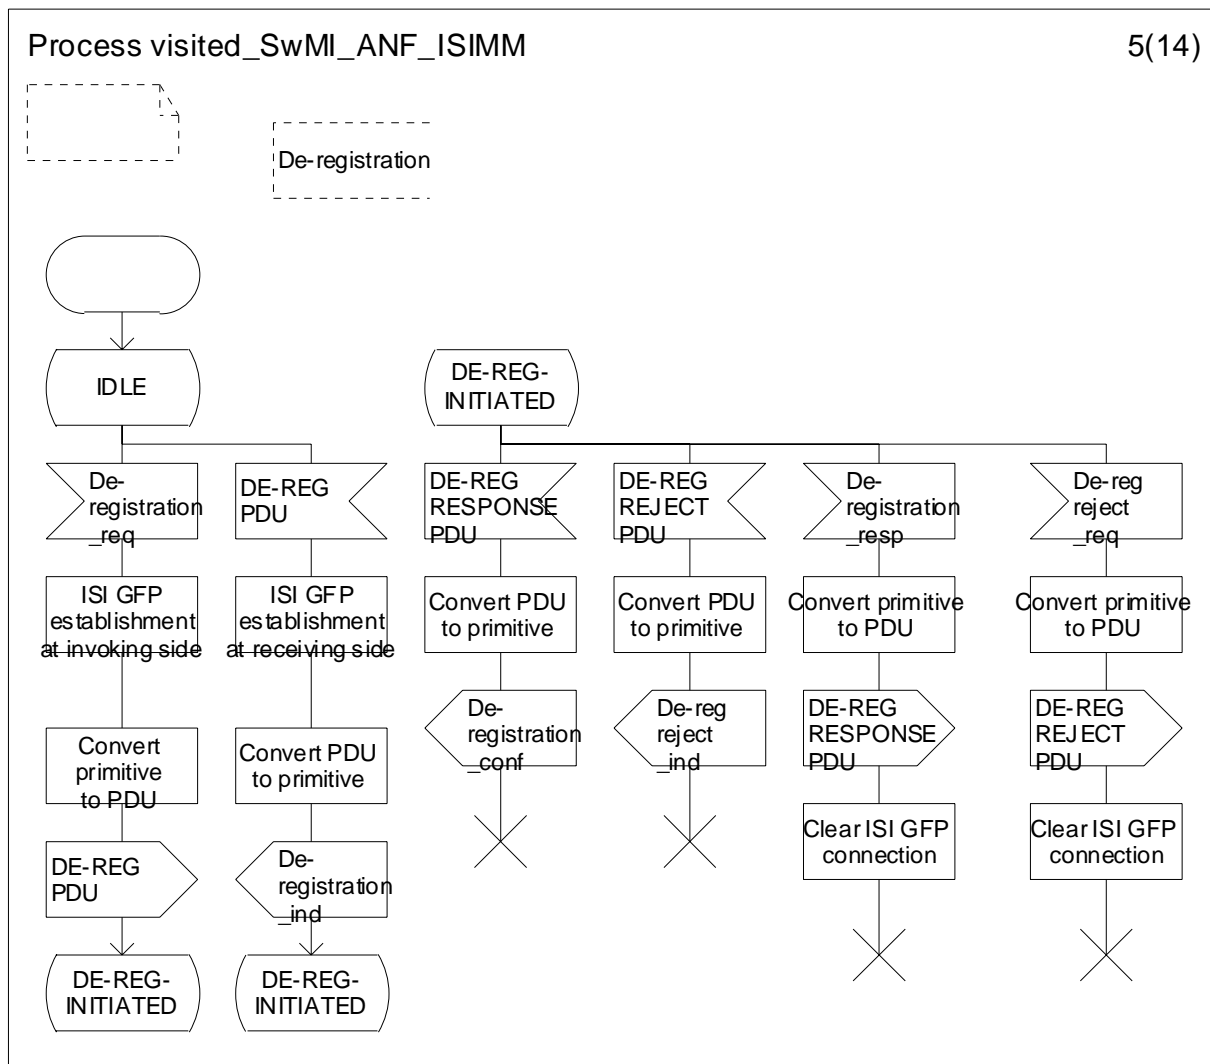 Process visited_SwMI_ANF_ISIMM
5(14)
De-registration
IDLE
DE-REG-
INITIATED
De-
registration
_req
DE-REG
PDU
DE-REG
RESPONSE
PDU
DE-REG
REJECT
PDU
De-
registration
_resp
De-reg
reject
_req
ISI GFP
establishment
at invoking side
ISI GFP
establishment
at receiving side
Convert PDU
to primitive
Convert PDU
to primitive
Convert primitive
to PDU
Convert primitive
to PDU
Convert
primitive
to PDU
Convert PDU
to primitive
De-
registration
_conf
De-reg
reject
_ind
DE-REG
RESPONSE
PDU
DE-REG
REJECT
PDU
DE-REG
PDU
De-
registration
_ind
Clear ISI GFP
connection
Clear ISI GFP
connection
DE-REG-
INITIATED
DE-REG-
INITIATED